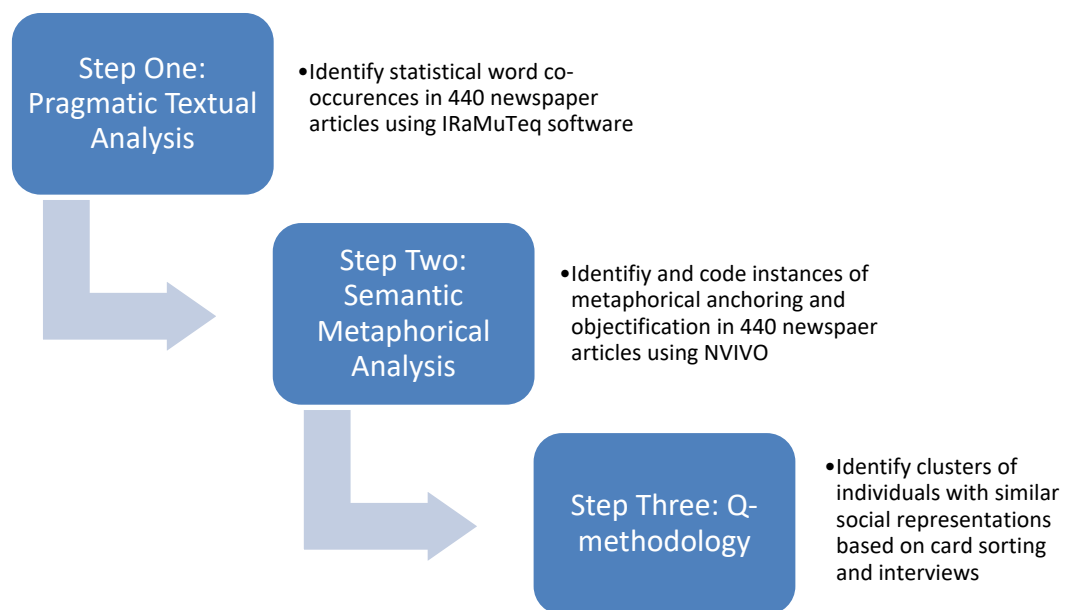 Step One:
Pragmatic Textual
Analysis
•Identify statistical word co-
occurences in 440 newspaper
articles using IRaMuTeq software
Step Two:
Semantic
Metaphorical
Analysis
•Identifiy and code instances of
metaphorical anchoring and
objectification in 440 newspaer
articles using NVIVO
Step Three: Q-
methodology
•Identify clusters of
individuals with similar
social representations
based on card sorting
and interviews